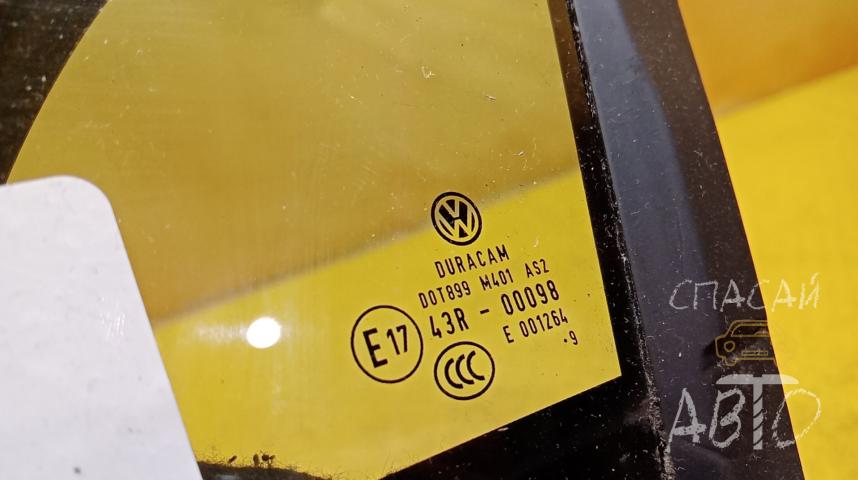 DURACAM
DOT899 M401 AS2
43R - 00098
E17
E 001264
.9
CCC
СПАСАЙ
АВТО